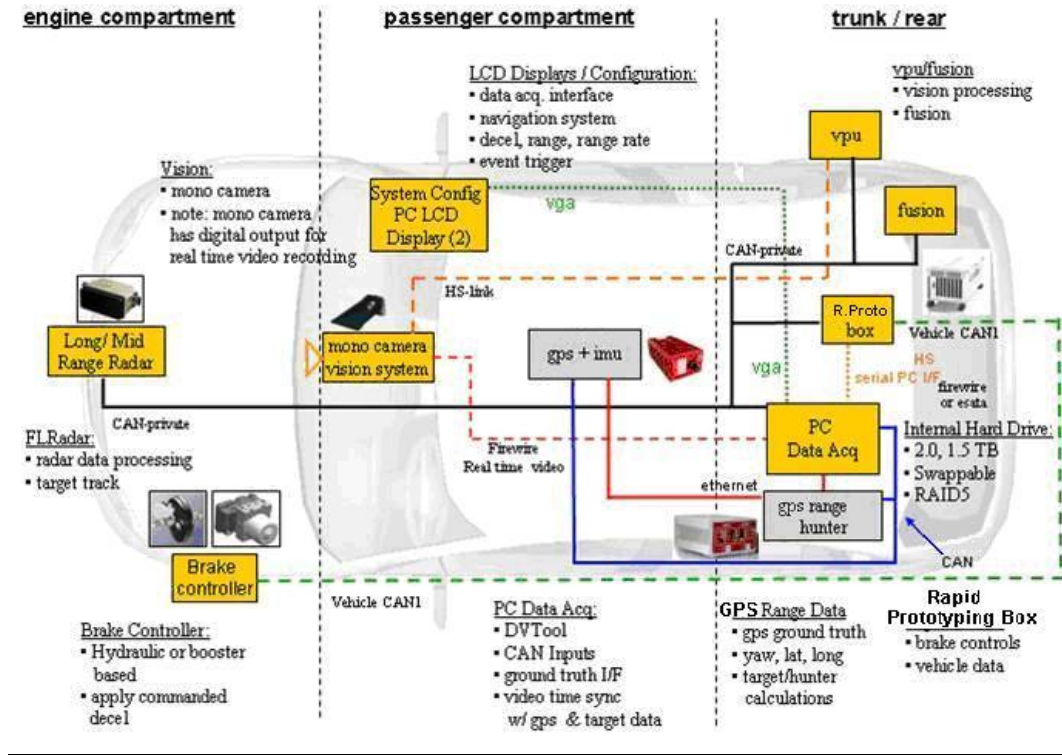 engine compartment
passenger compartment
trunk / rear
LCD Displays / Configuration:
▪ data acq. interface
▪ navigation system
▪ decel, range, range rate
▪ event trigger
vpu/fusion
▪ vision processing
▪ fusion
vpu
Vision:
▪ mono camera
▪ note: mono camera
has digital output for
real time video recording
System Config
PC LCD
Display (2)
vga
fusion
CAN-private
HS-link
R.Proto
box
Vehicle CAN1
Long/ Mid
Range Radar
mono camera
vision system
gps + imu
vga
HS
serial PC I/F
firewire
or esata
CAN-private
PC
Data Acq
FLRadar:
▪ radar data processing
▪ target track
Firewire
Real time video
Internal Hard Drive:
▪ 2.0, 1.5 TB
▪ Swappable
▪ RAID5
ethernet
gps range
hunter
CAN
Brake
controller
Vehicle CAN1
Brake Controller:
▪ Hydraulic or booster
based
▪ apply commanded
decel
PC Data Acq:
▪ DVTool
▪ CAN Inputs
▪ ground truth I/F
▪ video time sync
w/ gps & target data
GPS Range Data
▪ gps ground truth
▪ yaw, lat, long
▪ target/hunter
calculations
Rapid
Prototyping Box
▪ brake controls
▪ vehicle data